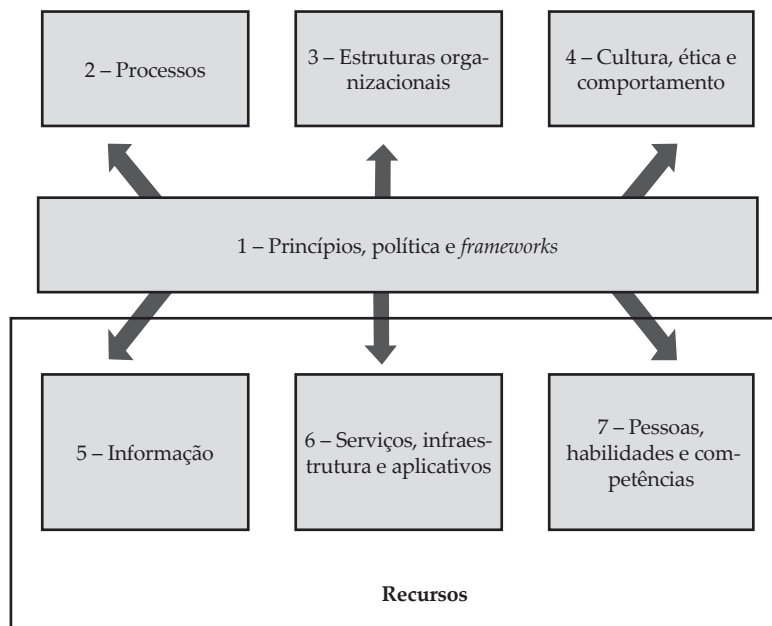 2 – Processos
3 – Estruturas orga-
nizacionais
4 – Cultura, ética e
comportamento
1 – Princípios, política e frameworks
5 – Informação
6 – Serviços, infraes-
trutura e aplicativos
7 – Pessoas,
habilidades e com-
petências
Recursos